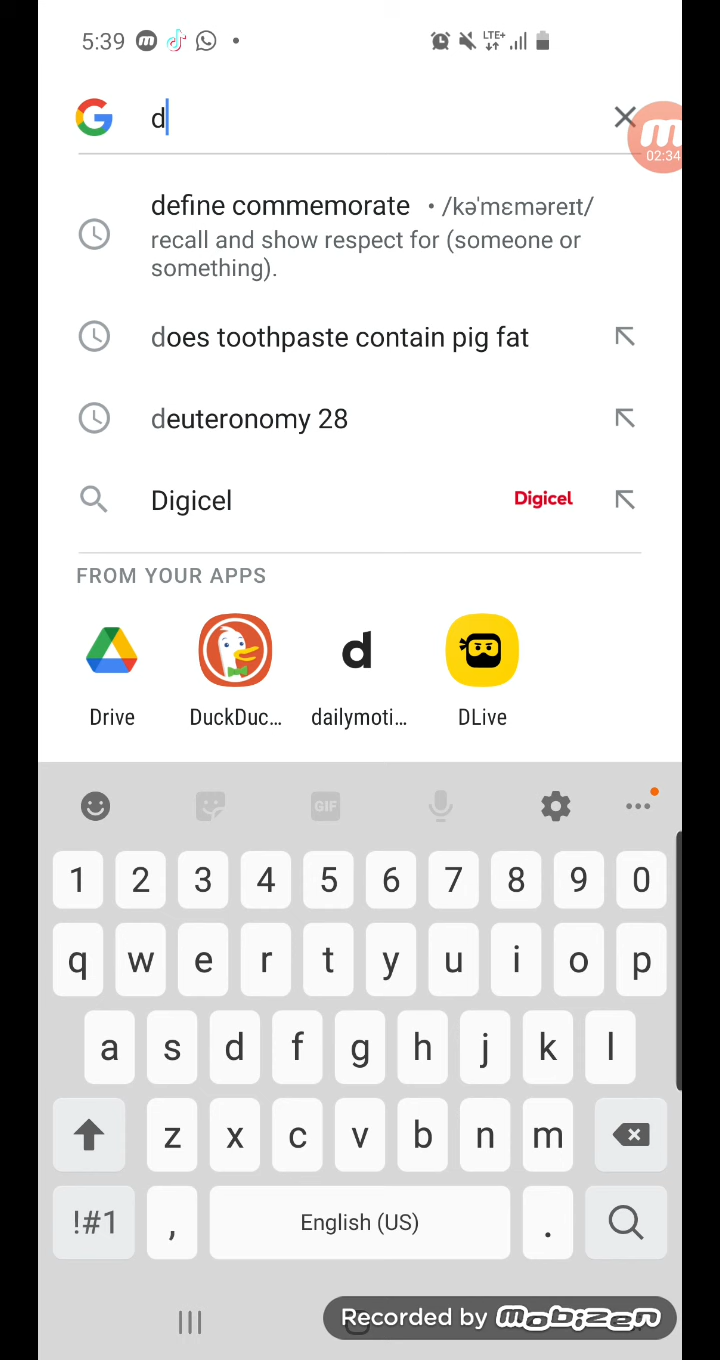 5:39 LTE+
d
02:34
define commemorate • /kəˈmɛməreɪt/
recall and show respect for (someone or
something).
does toothpaste contain pig fat
deuteronomy 28
Digicel Digicel
FROM YOUR APPS
d
Drive DuckDuc... dailymoti... DLive
GIF
1 2 3 4 5 6 7 8 9 0
q w e r t y u i o p
a s d f g h j k l
z x c v b n m
!#1 , English (US) .
Recorded by mobizen